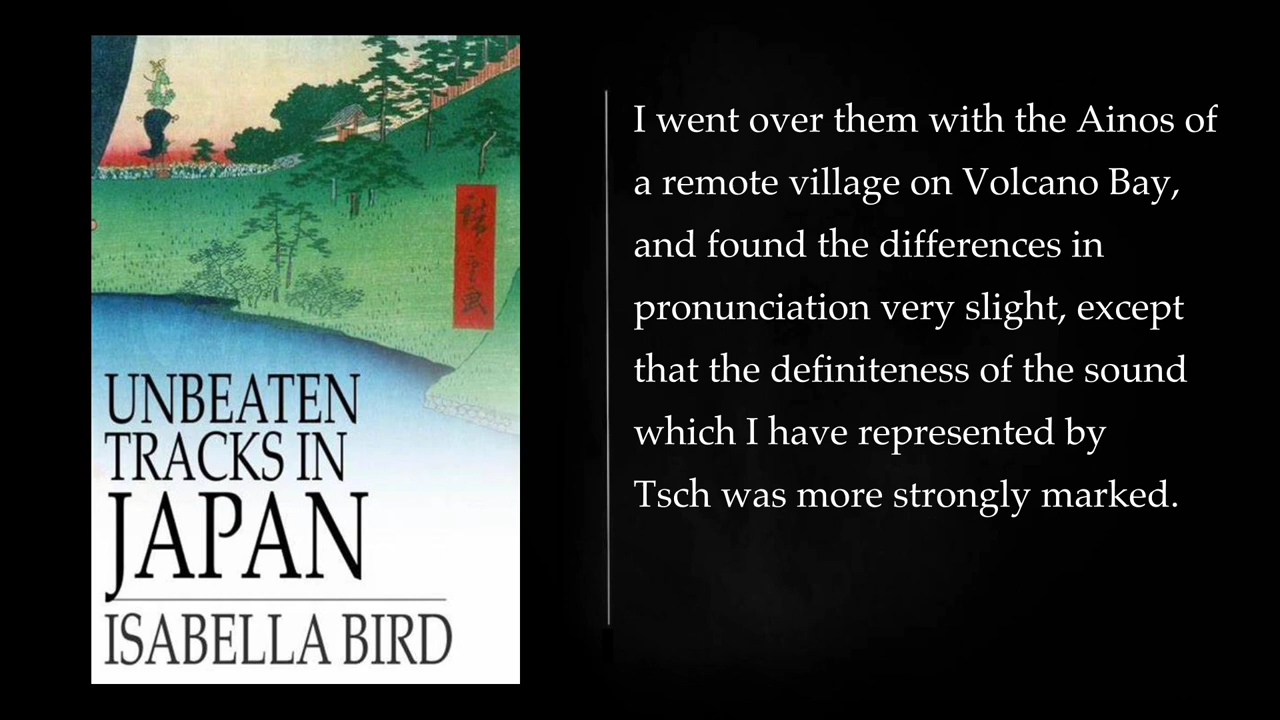 UNBEATEN
TRACKS IN
JAPAN
ISABELLA BIRD
I went over them with the Ainos of
a remote village on Volcano Bay,
and found the differences in
pronunciation very slight, except
that the definiteness of the sound
which I have represented by
Tsch was more strongly marked.